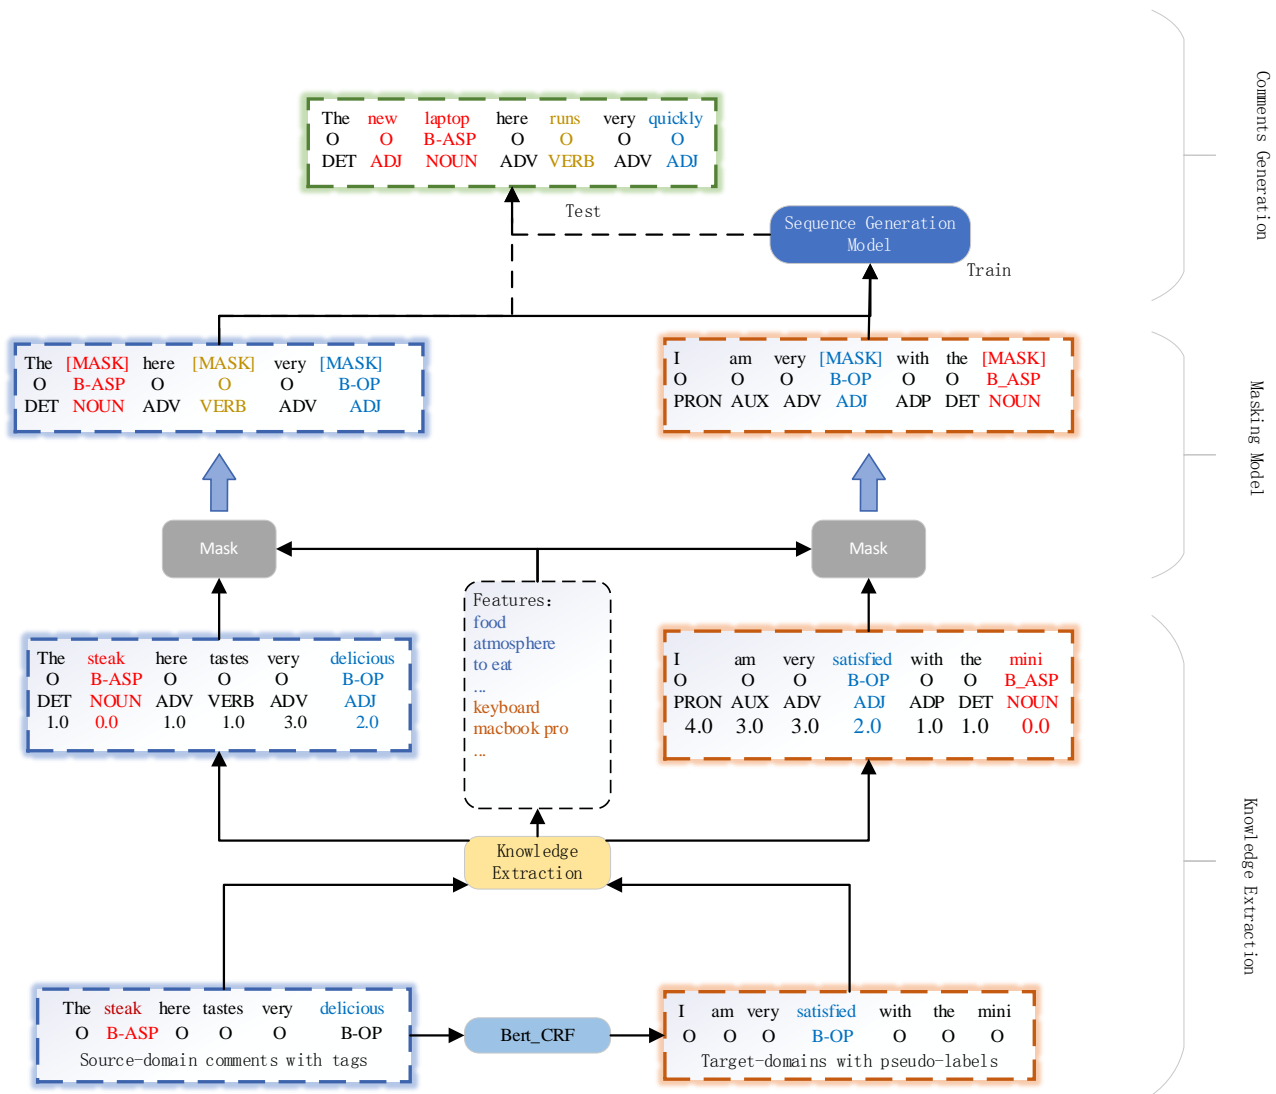 The new laptop here runs very quickly
O O B-ASP O O O O
DET ADJ NOUN ADV VERB ADV ADJ
Test
Sequence Generation
Model
Train
Comments Generation
The [MASK] here [MASK] very [MASK]
O B-ASP O O O B-OP
DET NOUN ADV VERB ADV ADJ
I am very [MASK] with the [MASK]
O O O B-OP O O B_ASP
PRON AUX ADV ADJ ADP DET NOUN
Masking Model
Mask
Mask
Features:
food
atmosphere
to eat
...
keyboard
macbook pro
...
The steak here tastes very delicious
O B-ASP O O O B-OP
DET NOUN ADV VERB ADV ADJ
1.0 0.0 1.0 1.0 3.0 2.0
I am very satisfied with the mini
O O O B-OP O O B_ASP
PRON AUX ADV ADJ ADP DET NOUN
4.0 3.0 3.0 2.0 1.0 1.0 0.0
Knowledge
Extraction
Knowledge Extraction
The steak here tastes very delicious
O B-ASP O O O B-OP
Source-domain comments with tags
Bert_CRF
I am very satisfied with the mini
O O O B-OP O O O
Target-domains with pseudo-labels